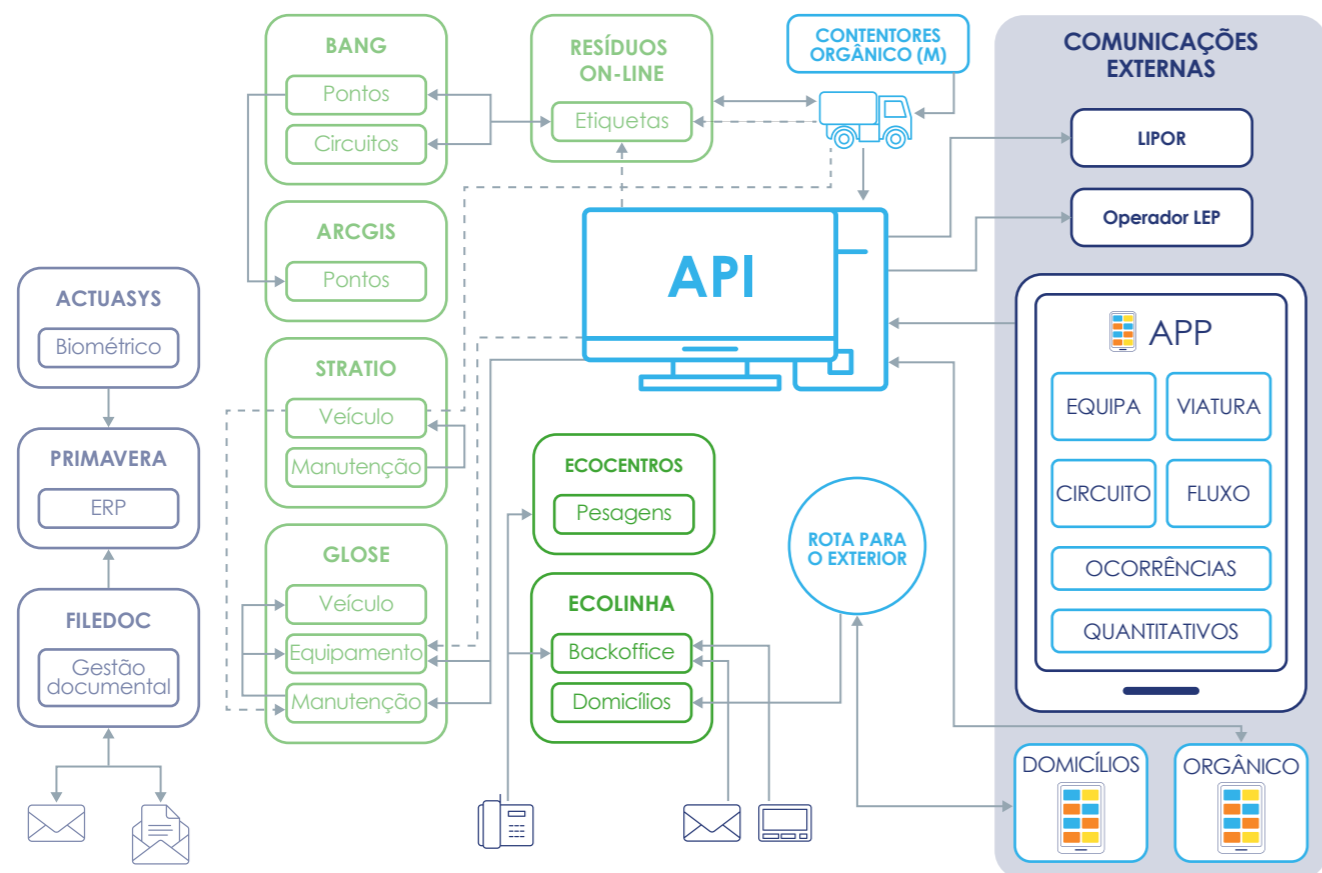 BANG
Pontos
Circuitos
RESÍDUOS
ON-LINE
Etiquetas
CONTENTORES
ORGÂNICO (M)
COMUNICAÇÕES
EXTERNAS
LIPOR
Operador LEP
ARCGIS
Pontos
API
ACTUASYS
Biométrico
STRATIO
Veículo
Manutenção
APP
EQUIPA
VIATURA
CIRCUITO
FLUXO
OCORRÊNCIAS
QUANTITATIVOS
PRIMAVERA
ERP
ECOCENTROS
Pesagens
ROTA PARA
O EXTERIOR
GLOSE
Veículo
Equipamento
Manutenção
ECOLINHA
Backoffice
Domicílios
FILEDOC
Gestão
documental
DOMICÍLIOS
ORGÂNICO